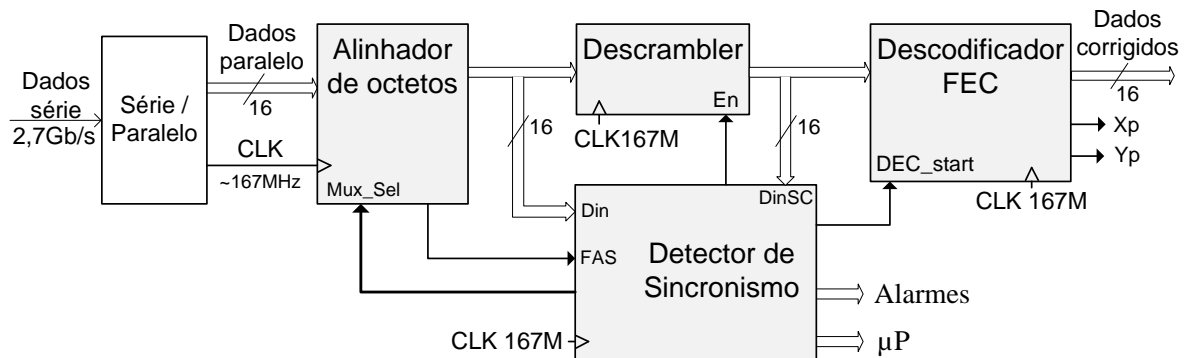 Dados
série
2,7Gb/s
Série /
Paralelo
Dados
paralelo
16
CLK
~167MHz
Alinhador
de octetos
Mux_Sel
16
Descrambler
En
CLK167M
16
Descodificador
FEC
DEC_start
CLK 167M
Dados
corrigidos
16
Xp
Yp
Din
DinSC
FAS
Detector de
Sincronismo
CLK 167M
Alarmes
µP